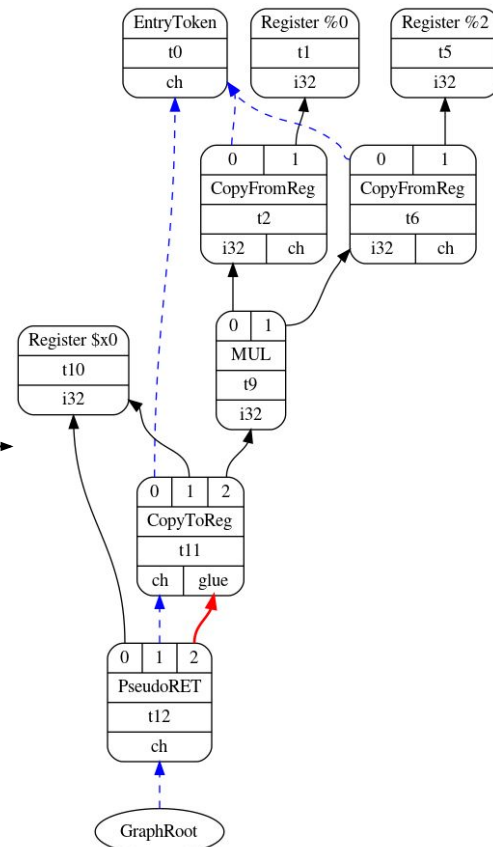 EntryToken
t0
ch
Register %0
t1
i32
Register %2
t5
i32
0 1
CopyFromReg
t2
i32 ch
0 1
CopyFromReg
t6
i32 ch
0 1
MUL
t9
i32
Register $x0
t10
i32
0 1 2
CopyToReg
t11
ch glue
0 1 2
PseudoRET
t12
ch
GraphRoot